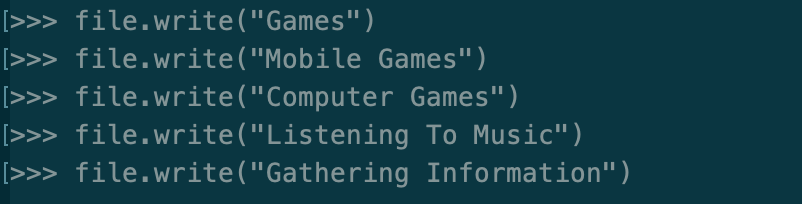 [>>> file.write("Games")
[>>> file.write("Mobile Games")
[>>> file.write("Computer Games")
[>>> file.write("Listening To Music")
[>>> file.write("Gathering Information")